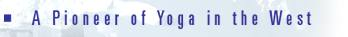 A Pioneer of Yoga in the West